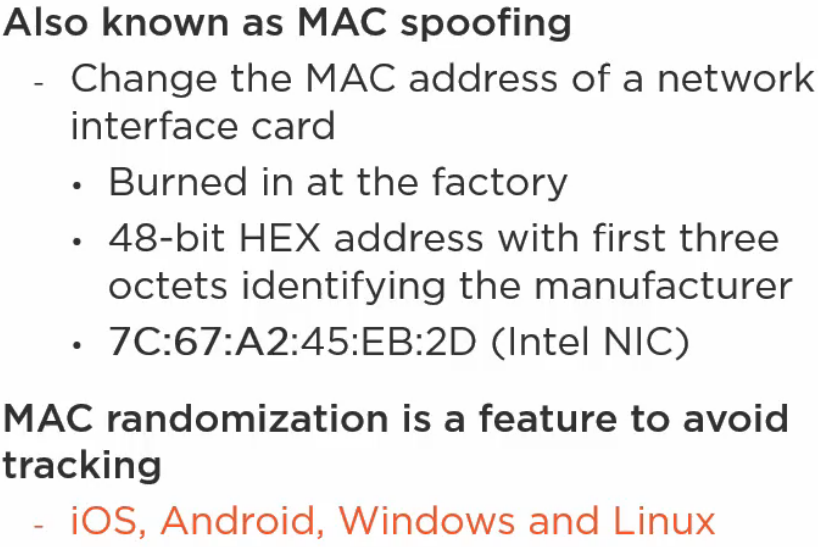 Also known as MAC spoofing
- Change the MAC address of a network
interface card
• Burned in at the factory
• 48-bit HEX address with first three
octets identifying the manufacturer
• 7C:67:A2:45:EB:2D (Intel NIC)
MAC randomization is a feature to avoid
tracking
- iOS, Android, Windows and Linux